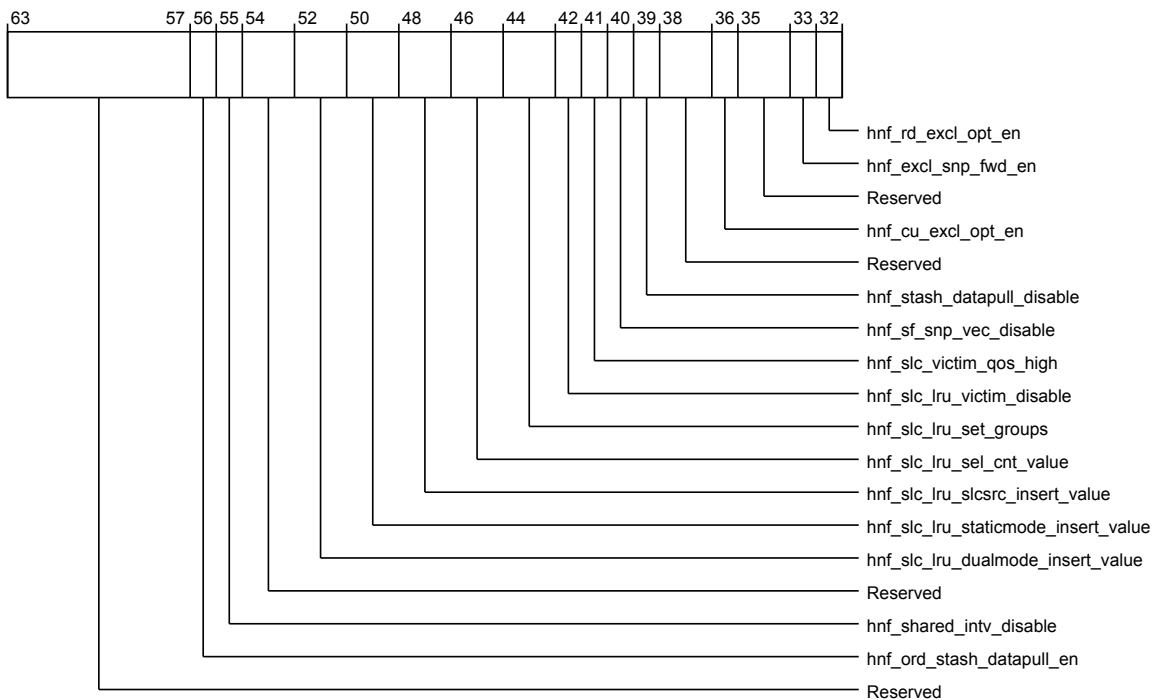 63 57 56 55 54 52 50 48 46 44 42 41 40 39 38 36 35 33 32
hnf_rd_excl_opt_en
hnf_excl_snp_fwd_en
Reserved
hnf_cu_excl_opt_en
Reserved
hnf_stash_datapull_disable
hnf_sf_snp_vec_disable
hnf_slc_victim_qos_high
hnf_slc_lru_victim_disable
hnf_slc_lru_set_groups
hnf_slc_lru_sel_cnt_value
hnf_slc_lru_slcsrc_insert_value
hnf_slc_lru_staticmode_insert_value
hnf_slc_lru_dualmode_insert_value
Reserved
hnf_shared_intv_disable
hnf_ord_stash_datapull_en
Reserved